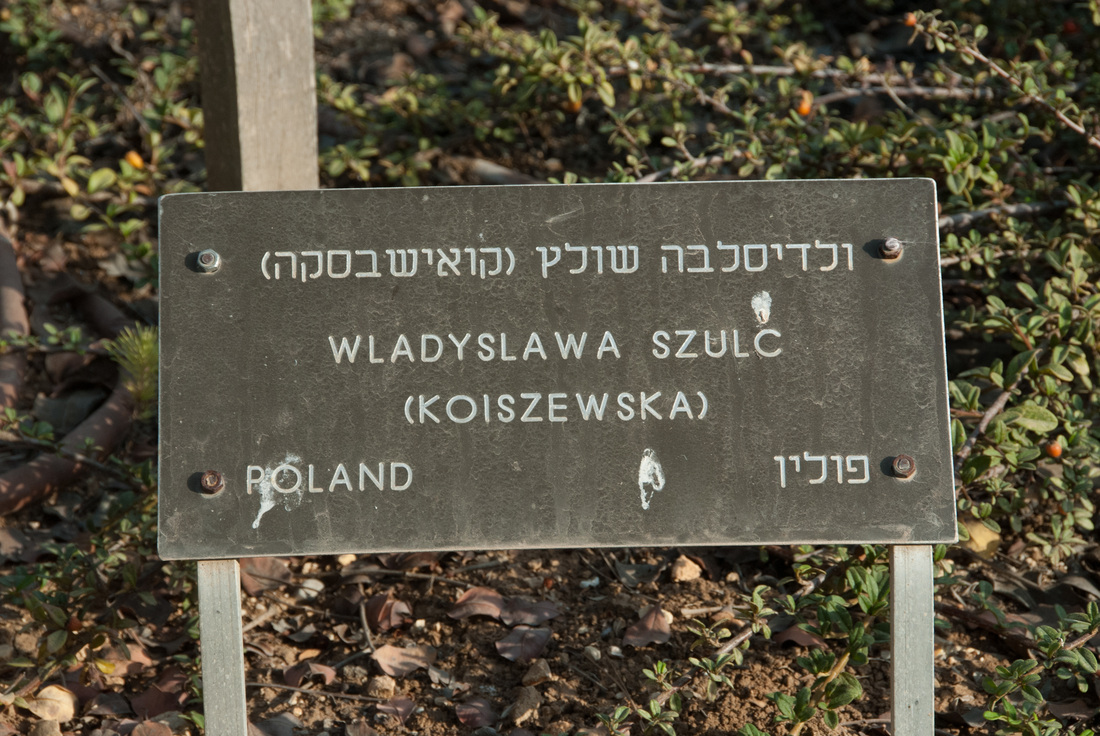 ולדיסלבה שולץ (קואישבסקה)
WLADYSLAWA SZULC
(KOISZEWSKA)
POLAND פולין